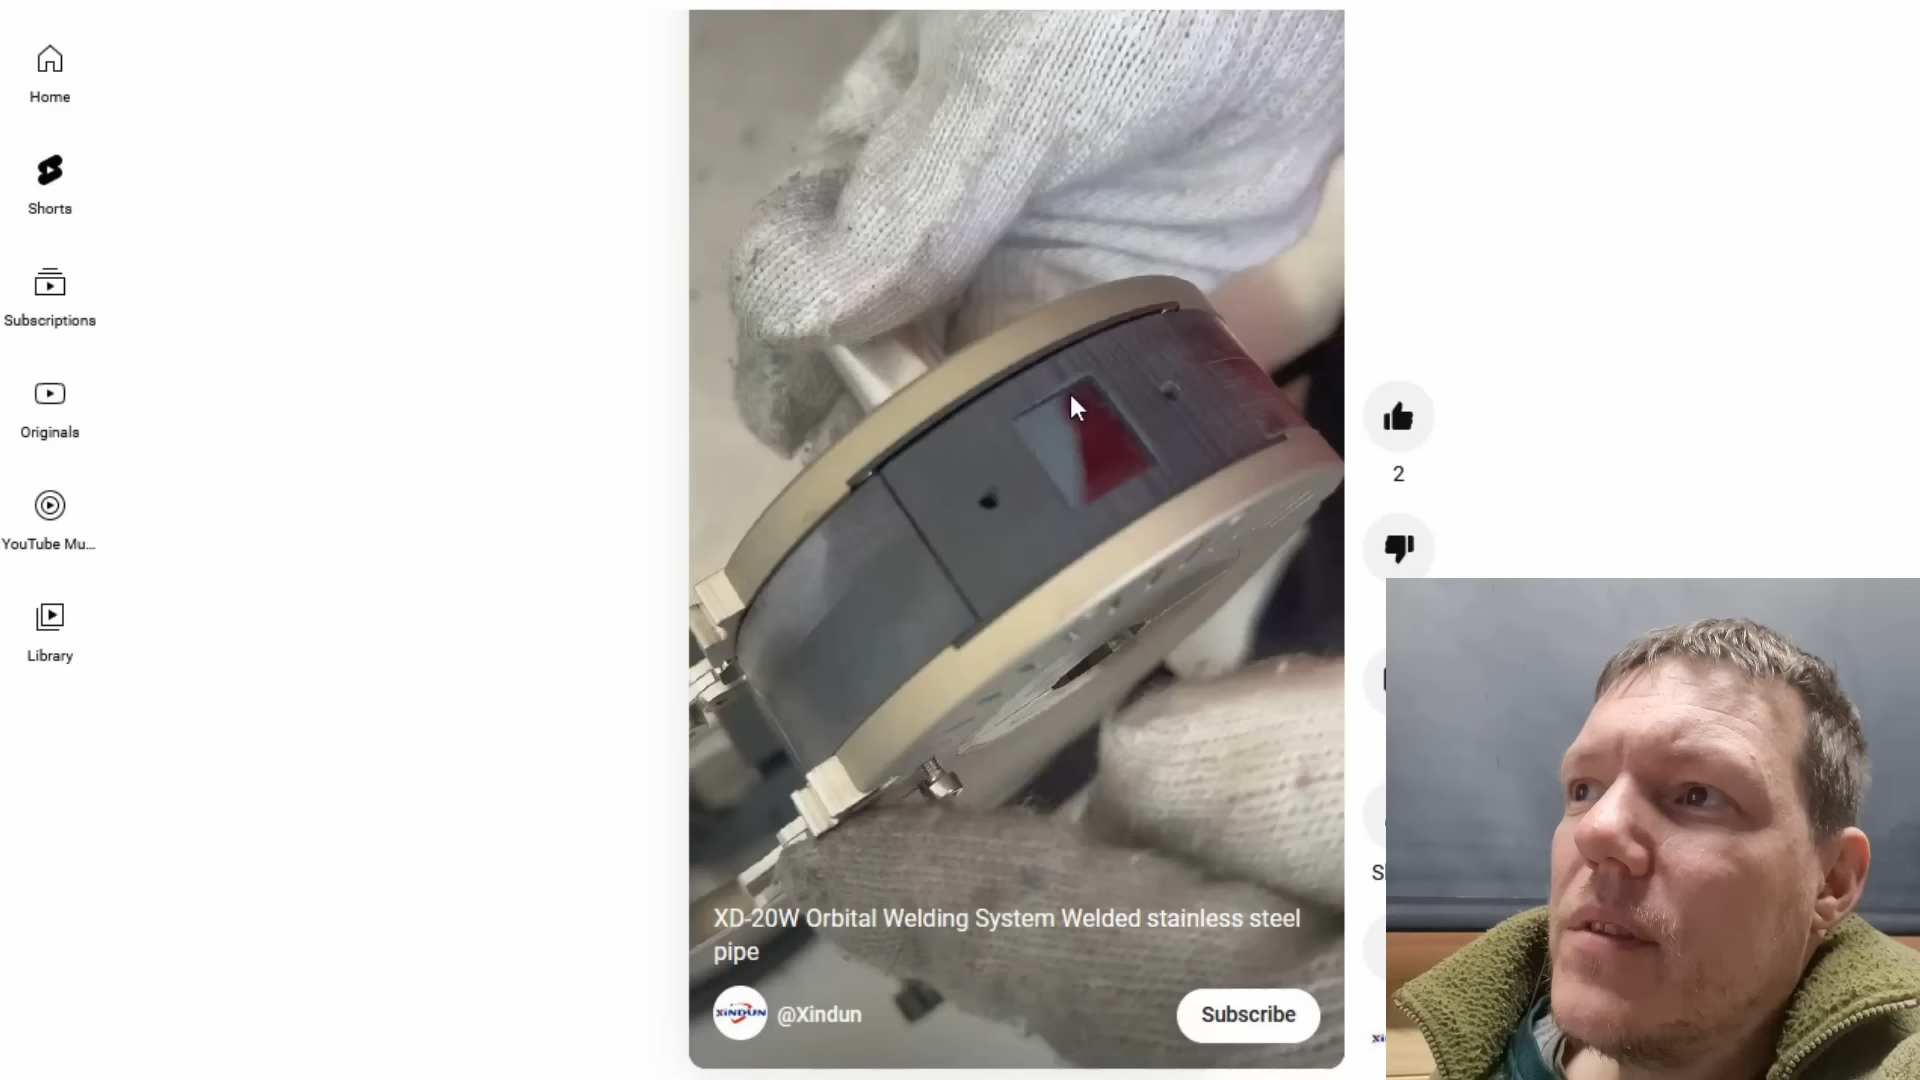 Home
Shorts
Subscriptions
Originals
YouTube Mu...
Library
2
S
XD-20W Orbital Welding System Welded stainless steel
pipe
XINDUN
@Xindun
Subscribe
Xi